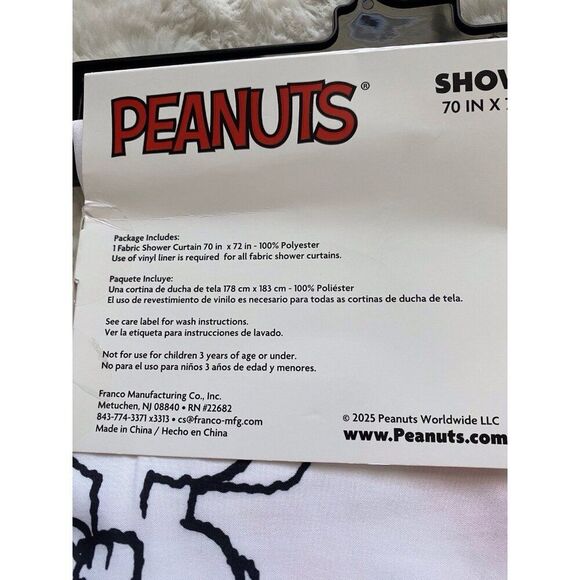 PEANUTS®
SHOW
70 IN X 7
Package Includes:
1 Fabric Shower Curtain 70 in x 72 in - 100% Polyester
Use of vinyl liner is required for all fabric shower curtains.
Paquete Incluye:
Una cortina de ducha de tela 178 cm x 183 cm - 100% Poliéster
El uso de revestimiento de vinilo es necesario para todas as cortinas de ducha de tela.
See care label for wash instructions.
Ver la etiqueta para instrucciones de lavado.
Not for use for children 3 years of age or under.
No para el uso para niños 3 años de edad y menores.
Franco Manufacturing Co., Inc.
Metuchen, NJ 08840 • RN #22682
843-774-3371 x3313 • cs@franco-mfg.com
Made in China / Hecho en China
© 2025 Peanuts Worldwide LLC
www.Peanuts.com